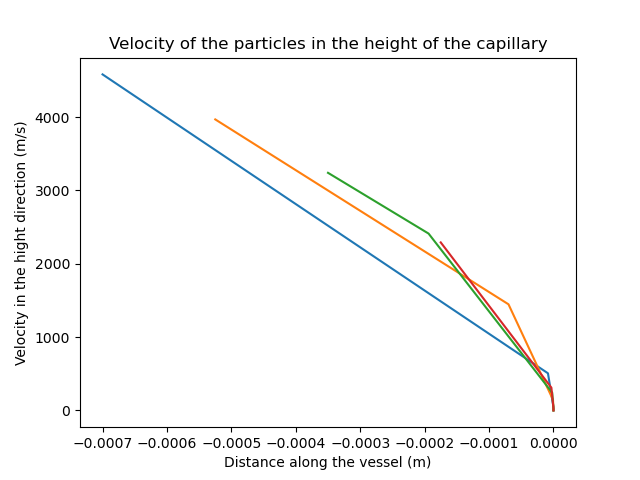 Velocity of the particles in the height of the capillary
Velocity in the hight direction (m/s)
4000
3000
2000
1000
0
−0.0007 −0.0006 −0.0005 −0.0004 −0.0003 −0.0002 −0.0001 0.0000
Distance along the vessel (m)